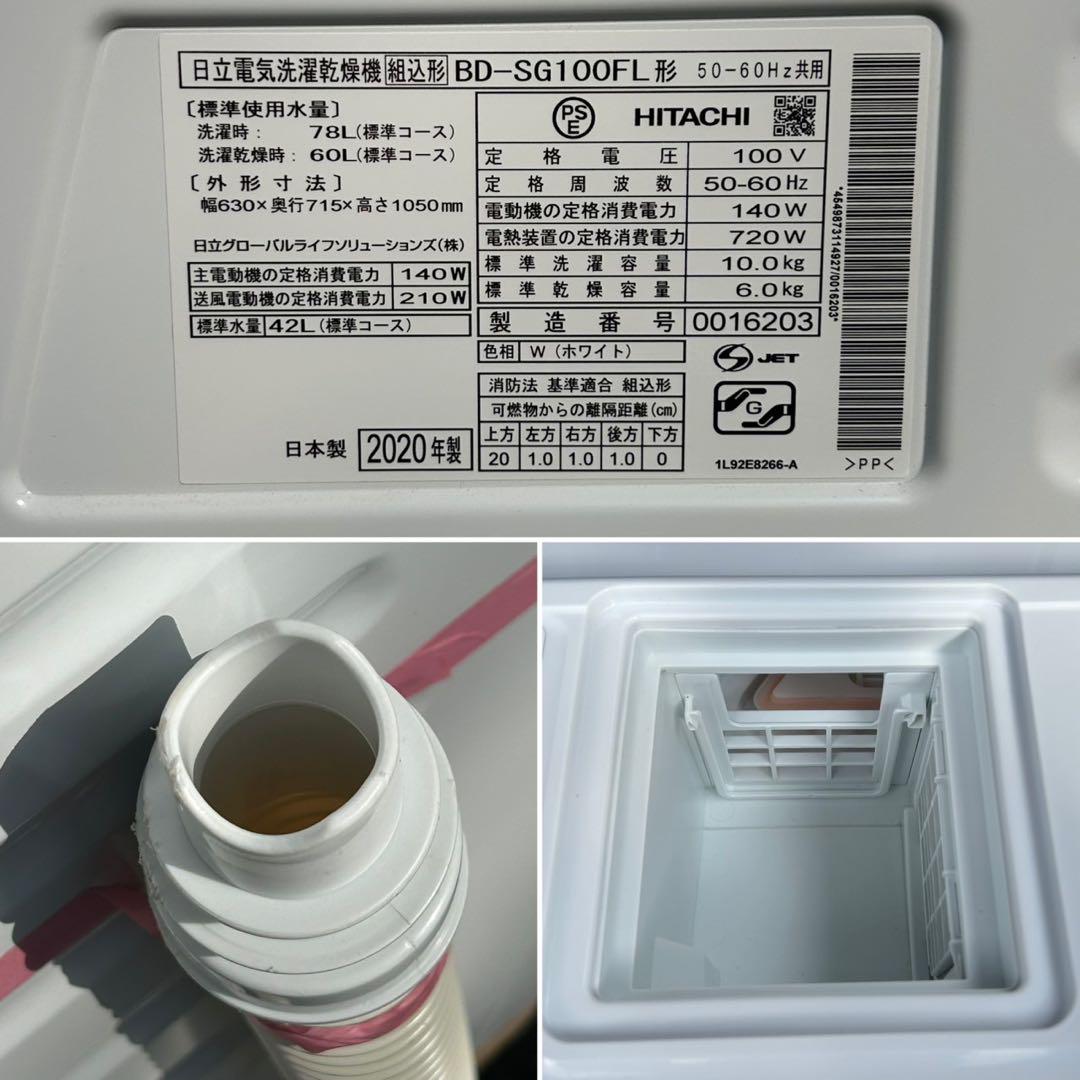 日立電気洗濯乾燥機 組込形 BD-SG100FL形 50-60Hz共用
〔標準使用水量〕
洗濯時： 78L(標準コース)
洗濯乾燥時： 60L(標準コース)
〔外形寸法〕
幅630×奥行715×高さ1050mm
日立グローバルライフソリューションズ(株)
主電動機の定格消費電力 140W
送風電動機の定格消費電力 210W
標準水量 42L(標準コース)
日本製 2020年製
PSE HITACHI
定格電圧 100V
定格周波数 50-60Hz
電動機の定格消費電力 140W
電熱装置の定格消費電力 720W
標準洗濯容量 10.0kg
標準乾燥容量 6.0kg
製造番号 0016203
色相 W(ホワイト)
消防法 基準適合 組込形
可燃物からの離隔距離(cm)
上方 左方 右方 後方 下方
20 1.0 1.0 1.0 0
S JET
G
1L92E8266-A
>PP<
*4549873114927/0016203*